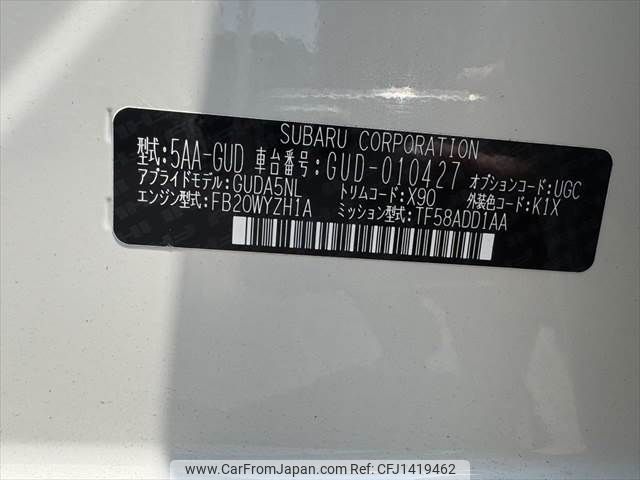 SUBARU CORPORATION
型式:5AA-GUD 車台番号:GUD-010427 オプションコード:UGC
アプライドモデル:GUDA5NL トリムコード:X90 外装色コード:K1X
エンジン型式:FB20WYZH1A ミッション型式:TF58ADD1AA
www.CarFromJapan.com | Ref. CFJ1419462